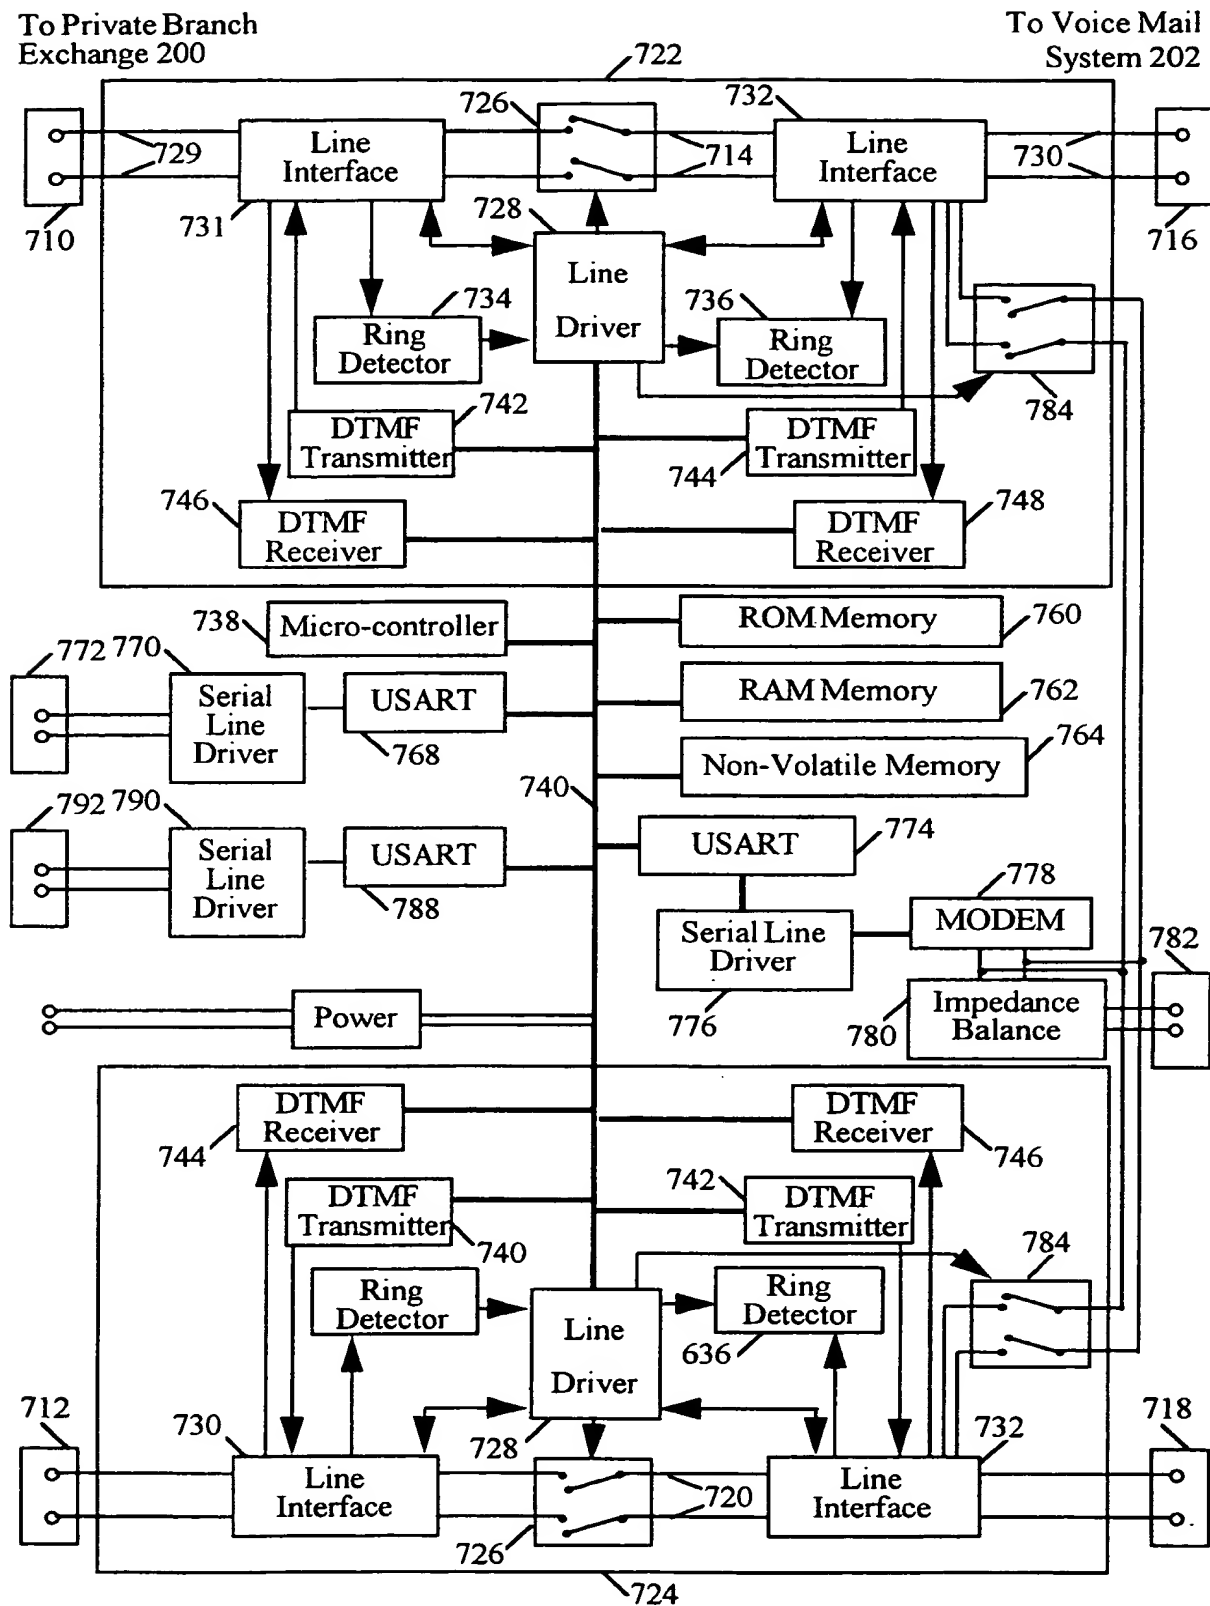 To Private Branch
Exchange 200
To Voice Mail
System 202
722
726
732
Line
Interface
Line
Interface
729
714
730
710
731
728
716
Line
Driver
734
736
Ring
Detector
Ring
Detector
784
742
DTMF
Transmitter
DTMF
Transmitter
744
746
748
DTMF
Receiver
DTMF
Receiver
738
Micro-controller
ROM Memory
760
772
770
Serial
Line
Driver
USART
768
RAM Memory
762
764
Non-Volatile Memory
740
792
790
Serial
Line
Driver
USART
788
USART
774
778
MODEM
Serial Line
Driver
776
782
Impedance
Balance
780
Power
DTMF
Receiver
744
DTMF
Receiver
746
DTMF
Transmitter
740
742
DTMF
Transmitter
784
Ring
Detector
Ring
Detector
636
Line
Driver
728
712
730
732
718
Line
Interface
Line
Interface
720
726
724